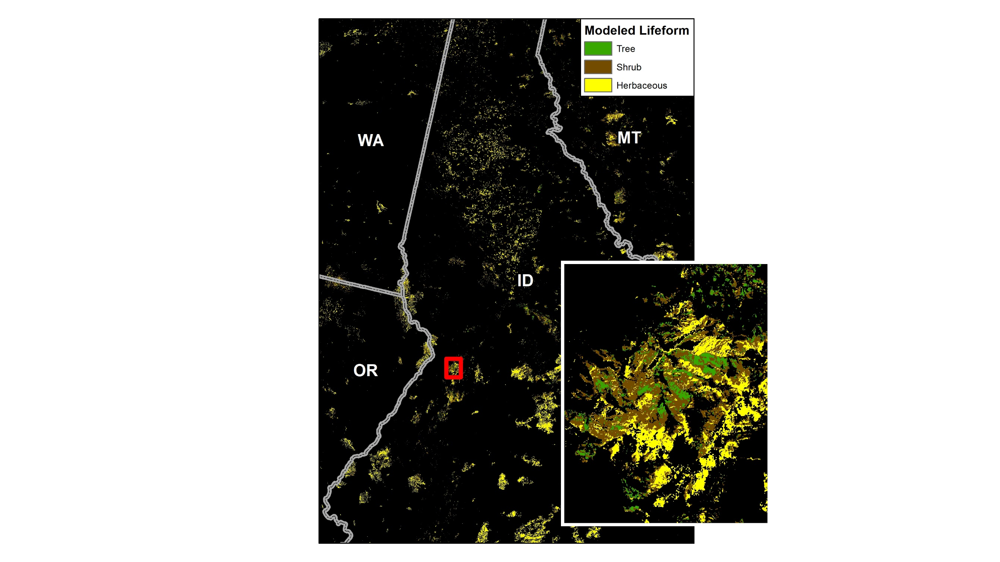 Modeled Lifeform
Tree
Shrub
Herbaceous
WA
MT
ID
OR